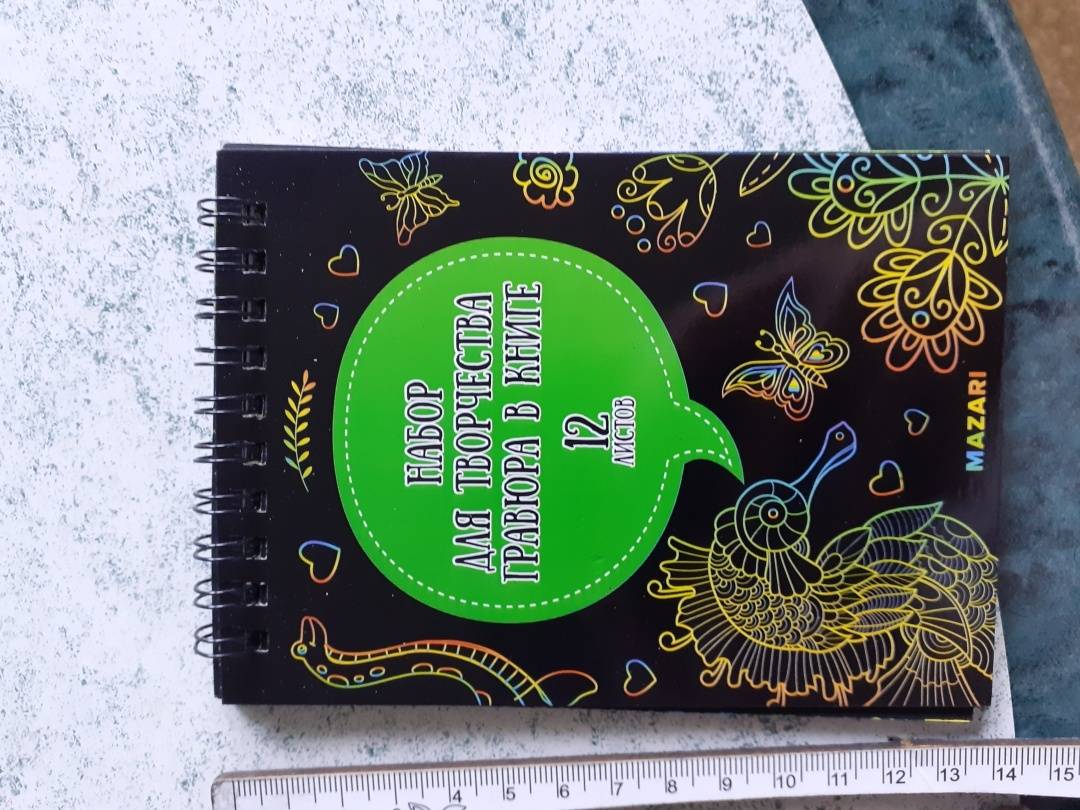 НАБОР
ДЛЯ ТВОРЧЕСТВА
ГРАВЮРА В КНИГЕ
12
ЛИСТОВ
MAZARI
4 5 6 7 8 9 10 11 12 13 14 15